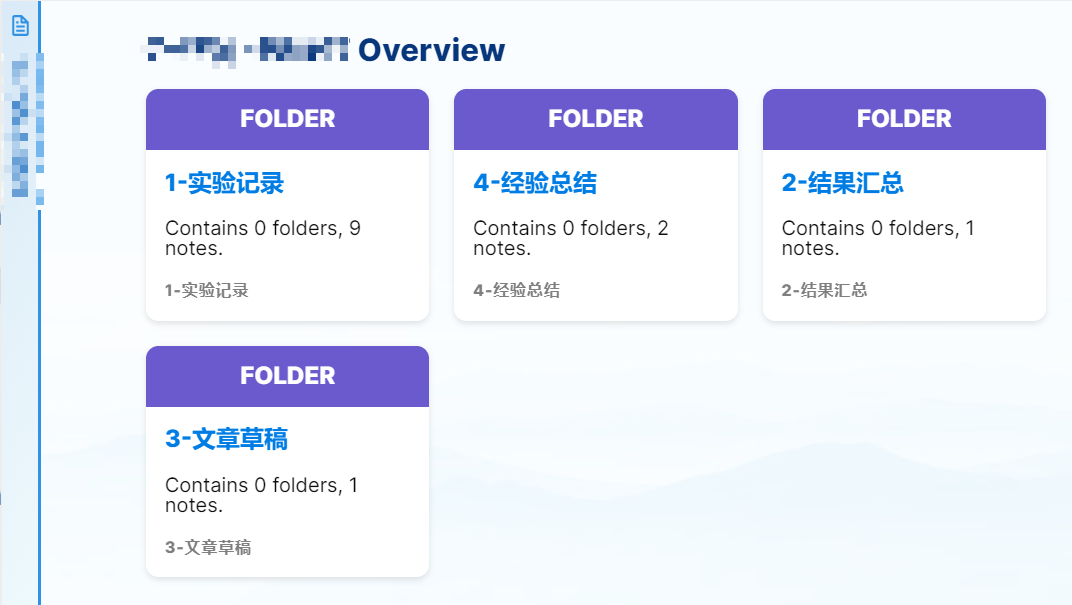 Overview
FOLDER
1-实验记录
Contains 0 folders, 9
notes.
1-实验记录
FOLDER
4-经验总结
Contains 0 folders, 2
notes.
4-经验总结
FOLDER
2-结果汇总
Contains 0 folders, 1
notes.
2-结果汇总
FOLDER
3-文章草稿
Contains 0 folders, 1
notes.
3-文章草稿